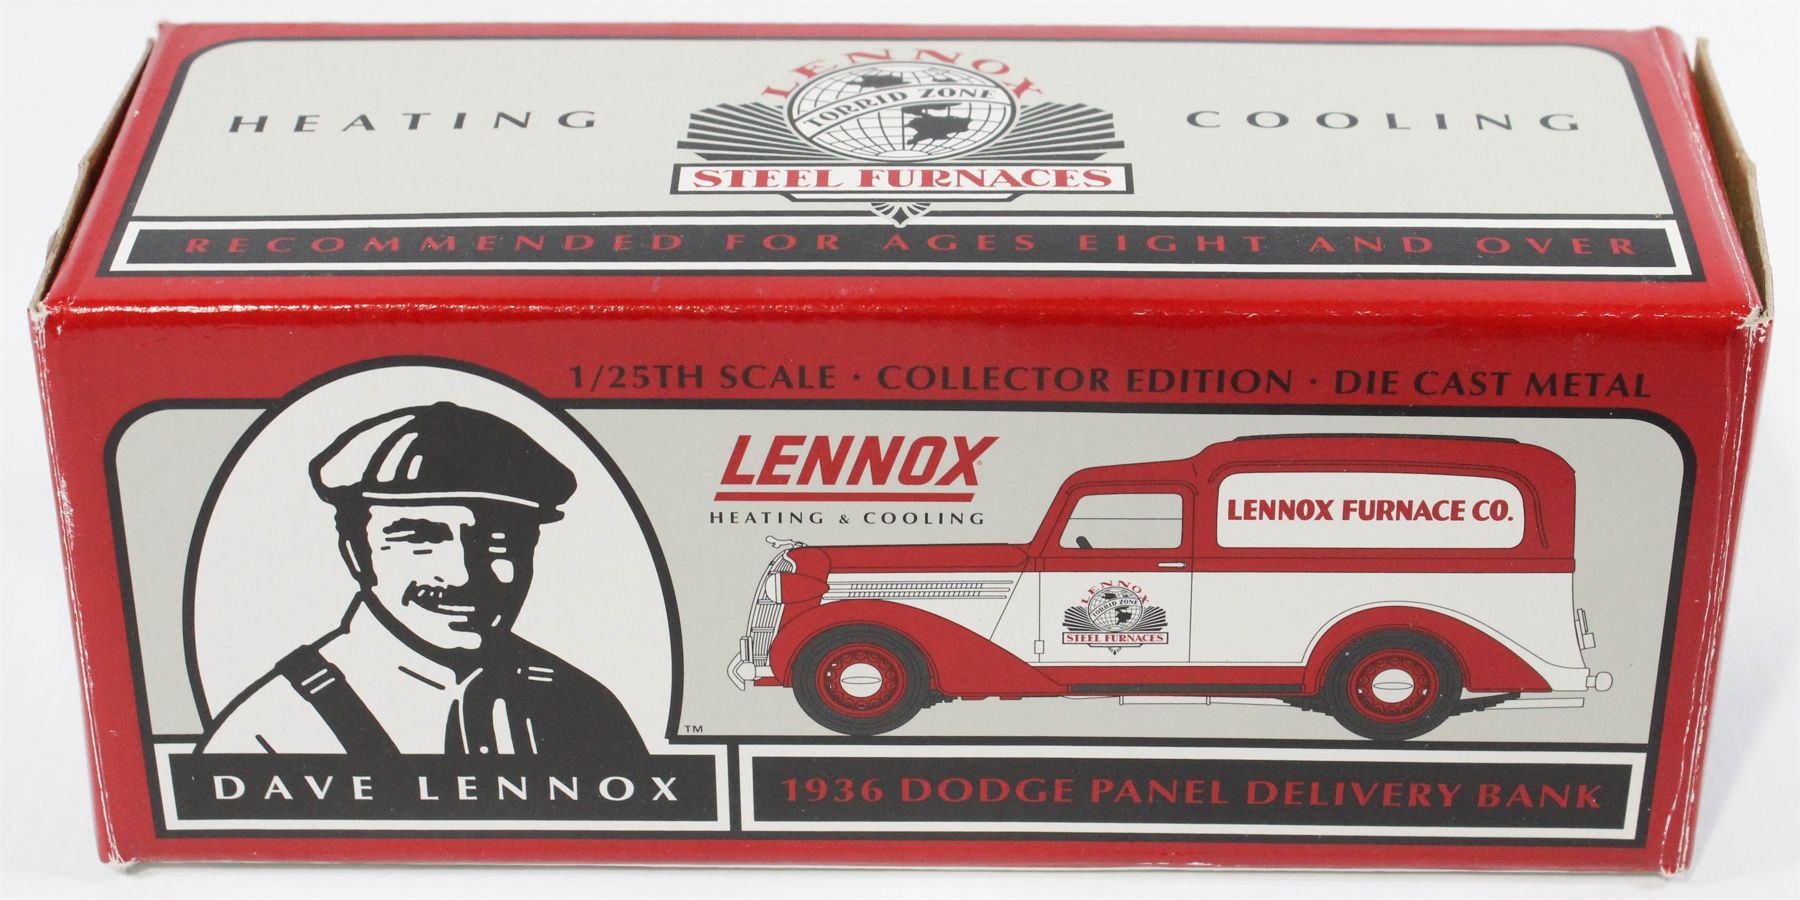 HEATING
LENNOX
TORRID ZONE
STEEL FURNACES
COOLING
RECOMMENDED FOR AGES EIGHT AND OVER
1/25TH SCALE · COLLECTOR EDITION · DIE CAST METAL
LENNOX
HEATING & COOLING
LENNOX FURNACE CO.
LENNOX
TORRID ZONE
STEEL FURNACES
TM
DAVE LENNOX
1936 DODGE PANEL DELIVERY BANK